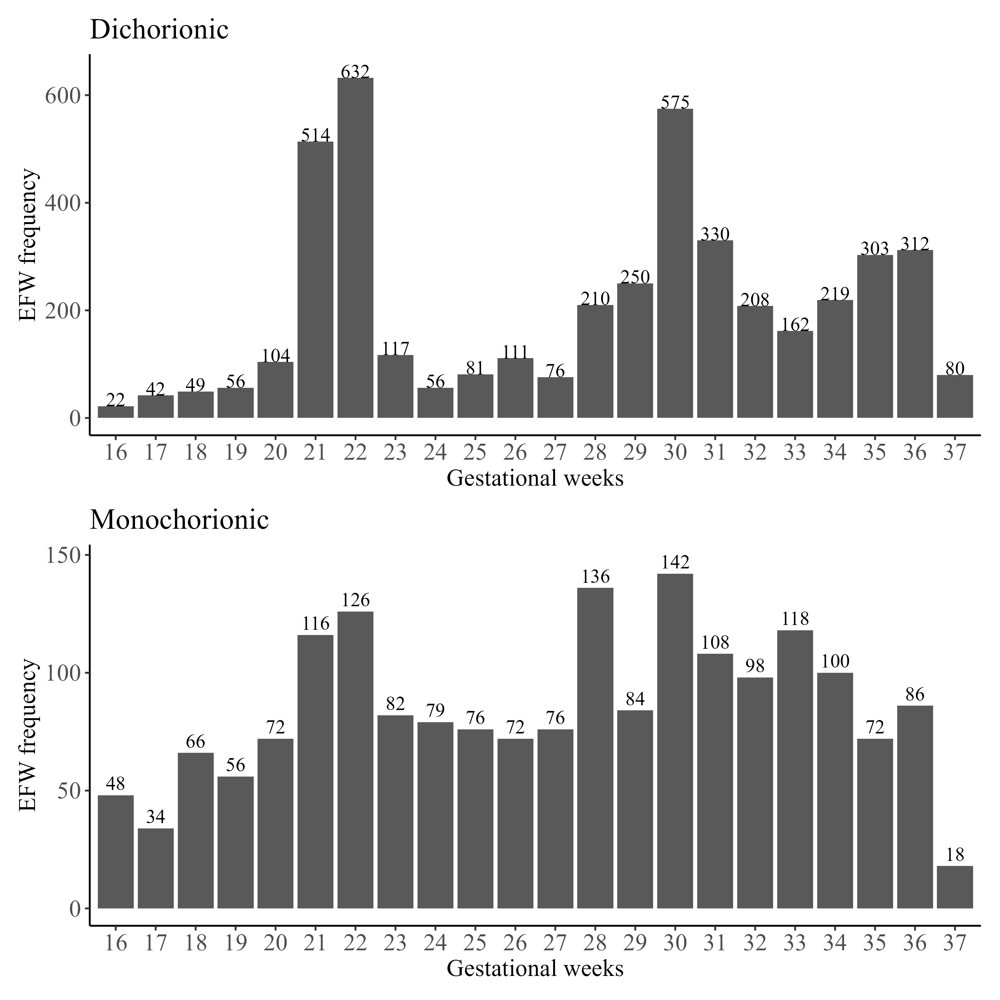 Dichorionic
EFW frequency
600
400
200
0
22 42 49 56 104 514 632 117 56 81 111 76 210 250 575 330 208 162 219 303 312 80
16 17 18 19 20 21 22 23 24 25 26 27 28 29 30 31 32 33 34 35 36 37
Gestational weeks
Monochorionic
EFW frequency
150
100
50
0
48 34 66 56 72 116 126 82 79 76 72 76 136 84 142 108 98 118 100 72 86 18
16 17 18 19 20 21 22 23 24 25 26 27 28 29 30 31 32 33 34 35 36 37
Gestational weeks